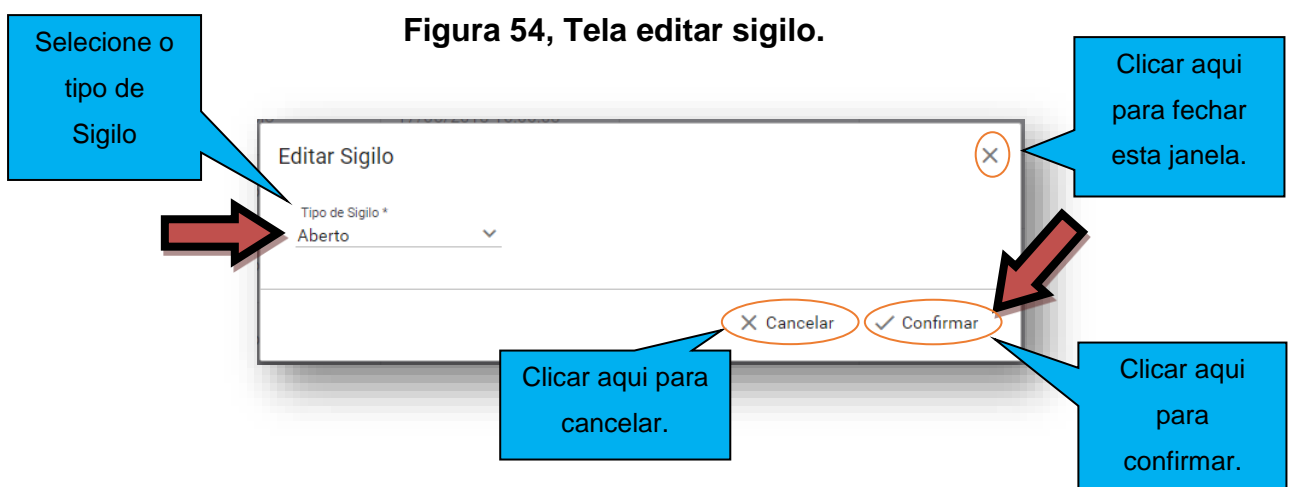 Figura 54, Tela editar sigilo.
Selecione o
tipo de
Sigilo
Clicar aqui
para fechar
esta janela.
Editar Sigilo
Tipo de Sigilo *
Aberto
Cancelar
Confirmar
Clicar aqui para
cancelar.
Clicar aqui
para
confirmar.